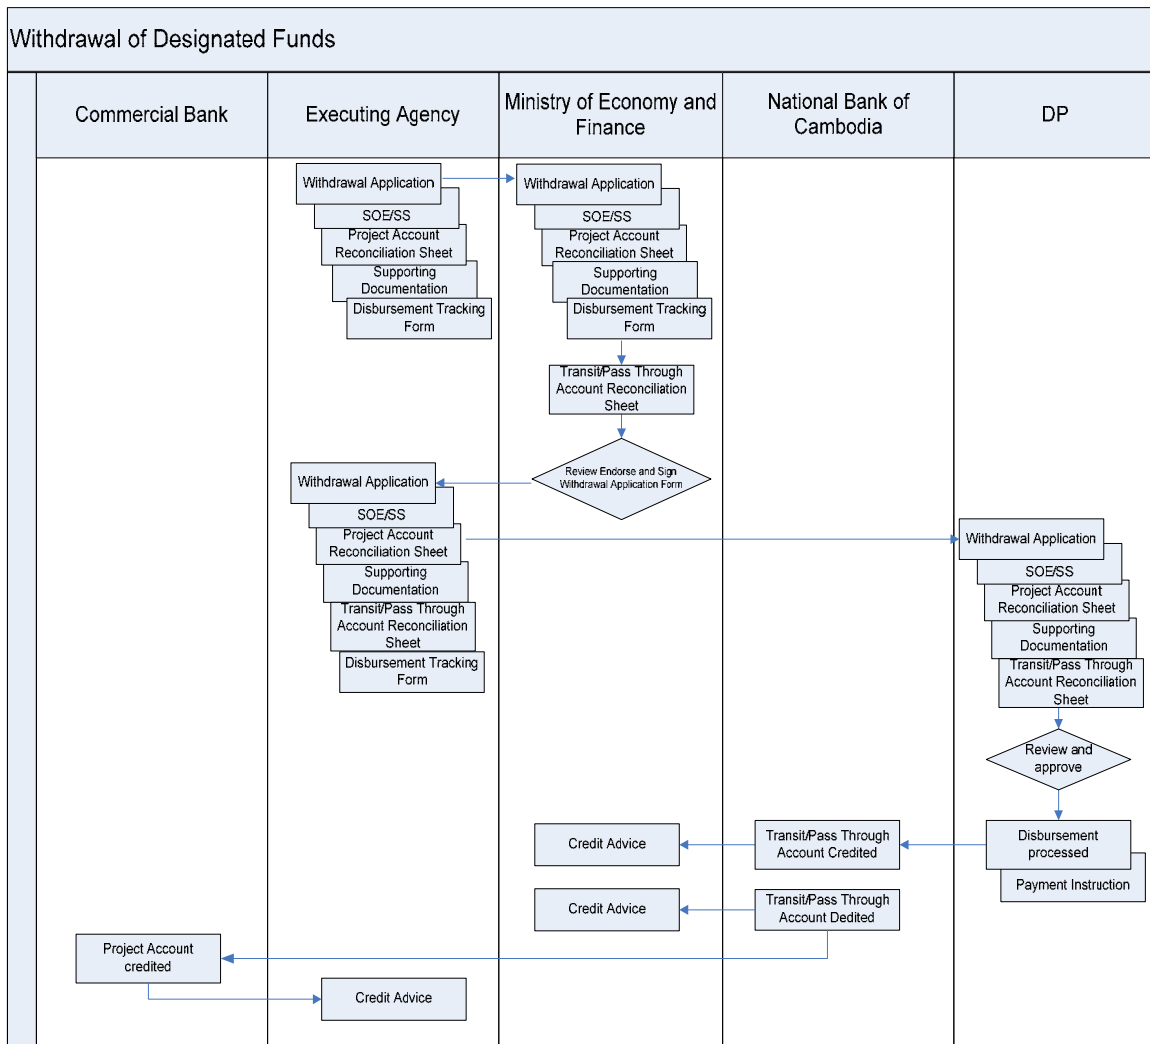 Withdrawal of Designated Funds
Commercial Bank
Executing Agency
Ministry of Economy and
Finance
National Bank of
Cambodia
DP
Withdrawal Application
SOE/SS
Project Account
Reconciliation Sheet
Supporting
Documentation
Disbursement Tracking
Form
Withdrawal Application
SOE/SS
Project Account
Reconciliation Sheet
Supporting
Documentation
Disbursement Tracking
Form
Transit/Pass Through
Account Reconciliation
Sheet
Review Endorse and Sign
Withdrawal Application Form
Withdrawal Application
SOE/SS
Project Account
Reconciliation Sheet
Supporting
Documentation
Transit/Pass Through
Account Reconciliation
Sheet
Disbursement Tracking
Form
Withdrawal Application
SOE/SS
Project Account
Reconciliation Sheet
Supporting
Documentation
Transit/Pass Through
Account Reconciliation
Sheet
Review and
approve
Disbursement
processed
Payment Instruction
Transit/Pass Through
Account Credited
Credit Advice
Transit/Pass Through
Account Dedited
Credit Advice
Project Account
credited
Credit Advice